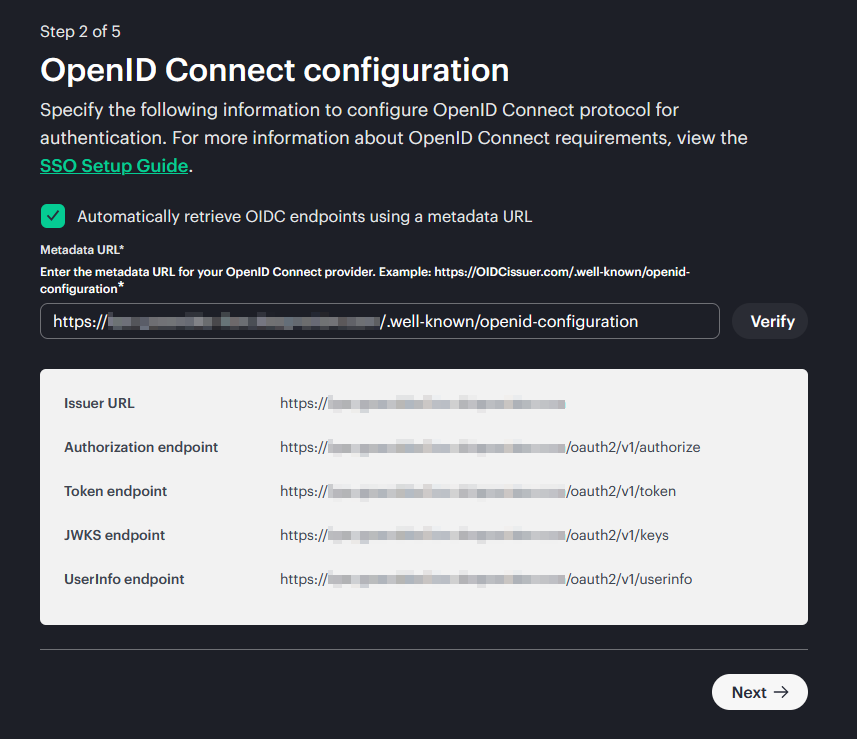 Step 2 of 5
OpenID Connect configuration
Specify the following information to configure OpenID Connect protocol for
authentication. For more information about OpenID Connect requirements, view the
SSO Setup Guide.
Automatically retrieve OIDC endpoints using a metadata URL
Metadata URL*
Enter the metadata URL for your OpenID Connect provider. Example: https://OIDCissuer.com/.well-known/openid-
configuration*
https:// /.well-known/openid-configuration Verify
Issuer URL https://
Authorization endpoint https:// /oauth2/v1/authorize
Token endpoint https:// /oauth2/v1/token
JWKS endpoint https:// /oauth2/v1/keys
UserInfo endpoint https:// /oauth2/v1/userinfo
Next →